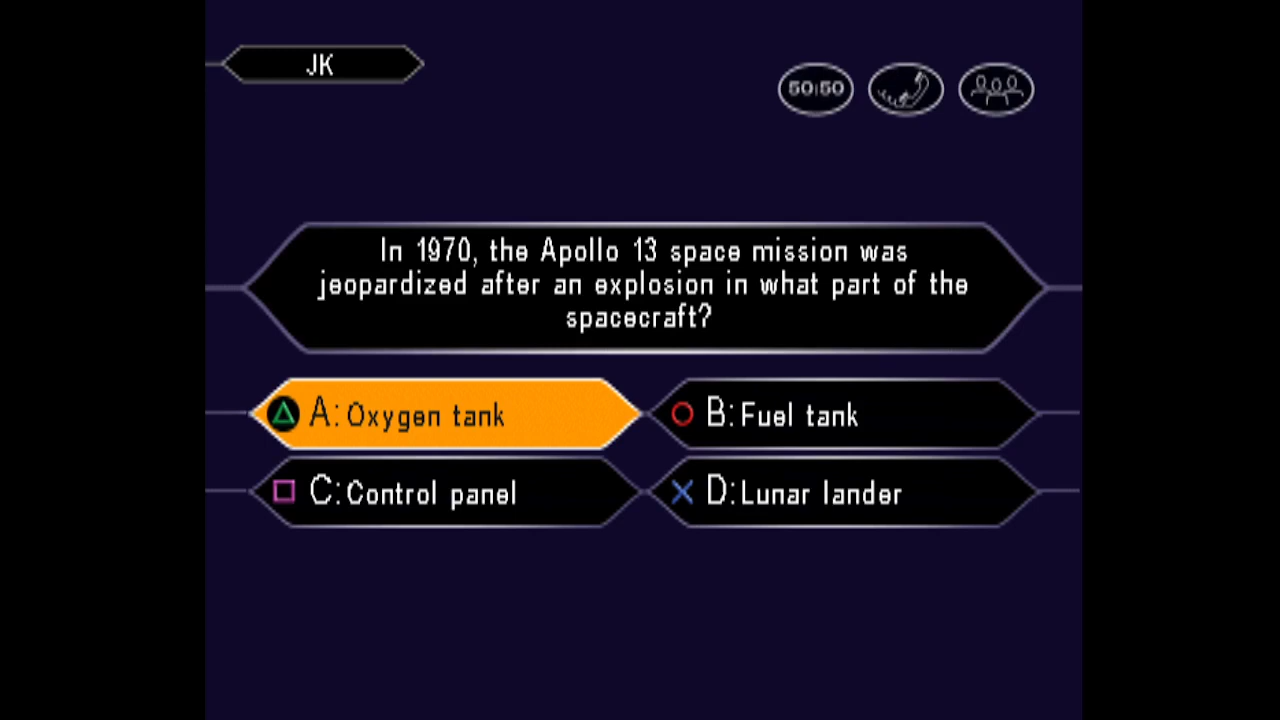 JK
50:50
In 1970, the Apollo 13 space mission was
jeopardized after an explosion in what part of the
spacecraft?
A: Oxygen tank
B: Fuel tank
C: Control panel
D: Lunar lander